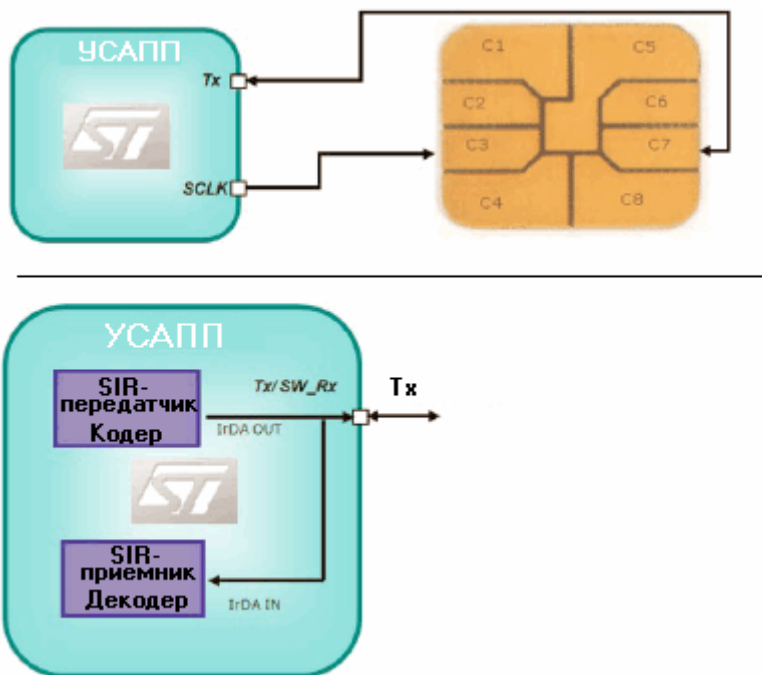 УСАПП
Tx
SCLK
C1
C5
C2
C6
C3
C7
C4
C8
УСАПП
SIR-
передатчик
Кодер
Tx/SW_Rx
Tx
IrDA OUT
SIR-
приемник
Декодер
IrDA IN